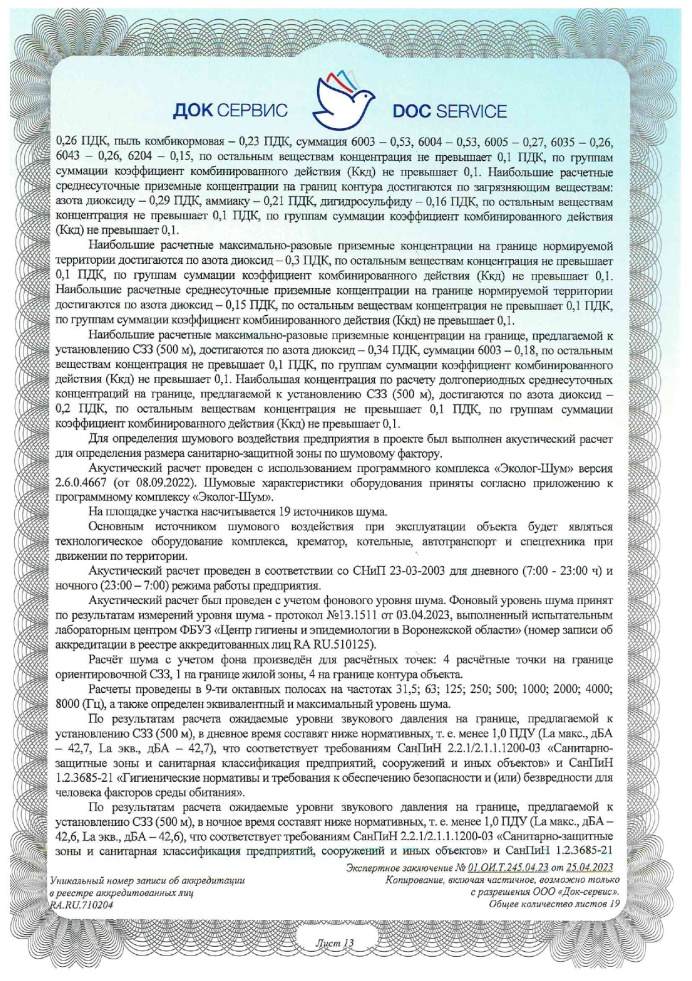 ДОК СЕРВИС DOC SERVICE
0,26 ПДК, пыль комбикормовая – 0,23 ПДК, суммация 6003 – 0,53, 6004 – 0,53, 6005 – 0,27, 6035 – 0,26,
6043 – 0,26, 6204 – 0,15, по остальным веществам концентрация не превышает 0,1 ПДК, по группам
суммации коэффициент комбинированного действия (Ккд) не превышает 0,1. Наибольшие расчетные
среднесуточные приземные концентрации на границ контура достигаются по загрязняющим веществам:
азота диоксиду – 0,29 ПДК, аммиаку – 0,21 ПДК, дигидросульфиду – 0,16 ПДК, по остальным веществам
концентрация не превышает 0,1 ПДК, по группам суммации коэффициент комбинированного действия
(Ккд) не превышает 0,1.
Наибольшие расчетные максимально-разовые приземные концентрации на границе нормируемой
территории достигаются по азота диоксид – 0,3 ПДК, по остальным веществам концентрация не превышает
0,1 ПДК, по группам суммации коэффициент комбинированного действия (Ккд) не превышает 0,1.
Наибольшие расчетные среднесуточные приземные концентрации на границе нормируемой территории
достигаются по азота диоксид – 0,15 ПДК, по остальным веществам концентрация не превышает 0,1 ПДК,
по группам суммации коэффициент комбинированного действия (Ккд) не превышает 0,1.
Наибольшие расчетные максимально-разовые приземные концентрации на границе, предлагаемой к
установлению СЗЗ (500 м), достигаются по азота диоксид – 0,34 ПДК, суммации 6003 – 0,18, по остальным
веществам концентрация не превышает 0,1 ПДК, по группам суммации коэффициент комбинированного
действия (Ккд) не превышает 0,1. Наибольшая концентрация по расчету долгопериодных среднесуточных
концентраций на границе, предлагаемой к установлению СЗЗ (500 м), достигаются по азота диоксид –
0,2 ПДК, по остальным веществам концентрация не превышает 0,1 ПДК, по группам суммации
коэффициент комбинированного действия (Ккд) не превышает 0,1.
Для определения шумового воздействия предприятия в проекте был выполнен акустический расчет
для определения размера санитарно-защитной зоны по шумовому фактору.
Акустический расчет проведен с использованием программного комплекса «Эколог-Шум» версия
2.6.0.4667 (от 08.09.2022). Шумовые характеристики оборудования приняты согласно приложению к
программному комплексу «Эколог-Шум».
На площадке участка насчитывается 19 источников шума.
Основным источником шумового воздействия при эксплуатации объекта будет являться
технологическое оборудование комплекса, крематор, котельные, автотранспорт и спецтехника при
движении по территории.
Акустический расчет проведен в соответствии со СНиП 23-03-2003 для дневного (7:00 - 23:00 ч) и
ночного (23:00 – 7:00) режима работы предприятия.
Акустический расчет был проведен с учетом фонового уровня шума. Фоновый уровень шума принят
по результатам измерений уровня шума - протокол №13.1511 от 03.04.2023, выполненный испытательным
лабораторным центром ФБУЗ «Центр гигиены и эпидемиологии в Воронежской области» (номер записи об
аккредитации в реестре аккредитованных лиц RA RU.510125).
Расчёт шума с учетом фона произведён для расчётных точек: 4 расчётные точки на границе
ориентировочной СЗЗ, 1 на границе жилой зоны, 4 на границе контура объекта.
Расчеты проведены в 9-ти октавных полосах на частотах 31,5; 63; 125; 250; 500; 1000; 2000; 4000;
8000 (Гц), а также определен эквивалентный и максимальный уровень шума.
По результатам расчета ожидаемые уровни звукового давления на границе, предлагаемой к
установлению СЗЗ (500 м), в дневное время составят ниже нормативных, т. е. менее 1,0 ПДУ (La макс., дБА
– 42,7, La экв., дБА – 42,7), что соответствует требованиям СанПиН 2.2.1/2.1.1.1200-03 «Санитарно-
защитные зоны и санитарная классификация предприятий, сооружений и иных объектов» и СанПиН
1.2.3685-21 «Гигиенические нормативы и требования к обеспечению безопасности и (или) безвредности для
человека факторов среды обитания».
По результатам расчета ожидаемые уровни звукового давления на границе, предлагаемой к
установлению СЗЗ (500 м), в ночное время составят ниже нормативных, т. е. менее 1,0 ПДУ (La макс., дБА –
42,6, La экв., дБА – 42,6), что соответствует требованиям СанПиН 2.2.1/2.1.1.1200-03 «Санитарно-защитные
зоны и санитарная классификация предприятий, сооружений и иных объектов» и СанПиН 1.2.3685-21
Экспертное заключение № 01.ОИ.Т.245.04.23 от 25.04.2023
Уникальный номер записи об аккредитации Копирование, включая частичное, возможно только
в реестре аккредитованных лиц с разрешения ООО «Док-сервис».
RA.RU.710204 Общее количество листов 19
Лист 13